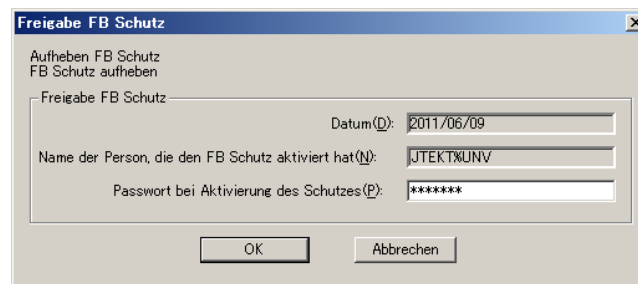 Freigabe FB Schutz
Aufheben FB Schutz
FB Schutz aufheben
Freigabe FB Schutz
Datum(D): 2011/06/09
Name der Person, die den FB Schutz aktiviert hat(N): JTEKT%UNV
Passwort bei Aktivierung des Schutzes(P): *******
OK Abbrechen